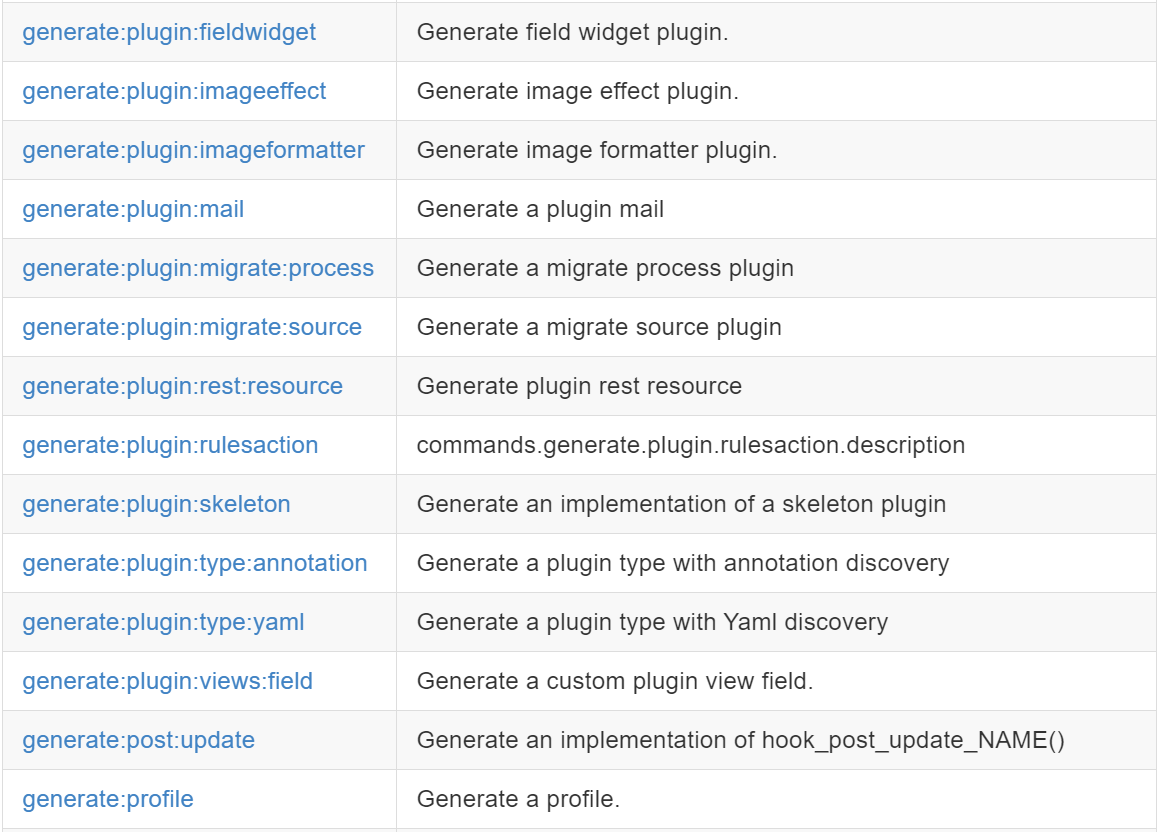 generate:plugin:fieldwidget Generate field widget plugin.
generate:plugin:imageeffect Generate image effect plugin.
generate:plugin:imageformatter Generate image formatter plugin.
generate:plugin:mail Generate a plugin mail
generate:plugin:migrate:process Generate a migrate process plugin
generate:plugin:migrate:source Generate a migrate source plugin
generate:plugin:rest:resource Generate plugin rest resource
generate:plugin:rulesaction commands.generate.plugin.rulesaction.description
generate:plugin:skeleton Generate an implementation of a skeleton plugin
generate:plugin:type:annotation Generate a plugin type with annotation discovery
generate:plugin:type:yaml Generate a plugin type with Yaml discovery
generate:plugin:views:field Generate a custom plugin view field.
generate:post:update Generate an implementation of hook_post_update_NAME()
generate:profile Generate a profile.